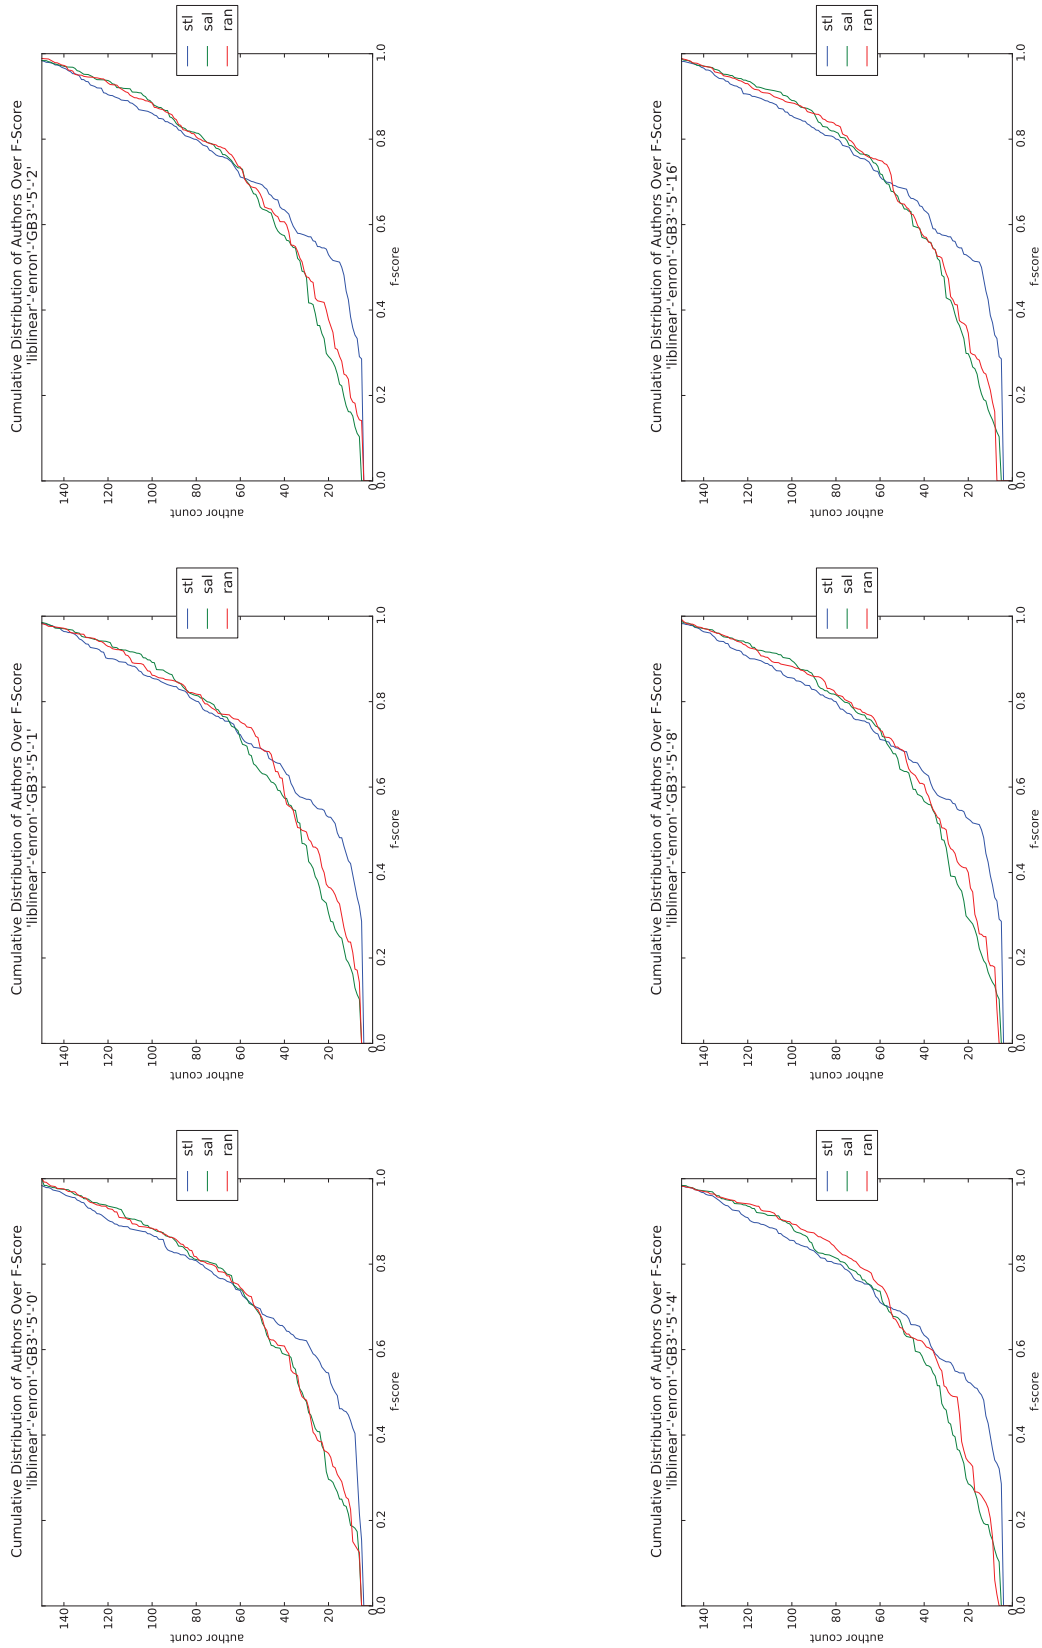 Cumulative Distribution of Authors Over F-Score
'liblinear'-'enron'-'GB3'-'5'-'0'
140
120
100
80
60
40
20
0
author count
0.0 0.2 0.4 0.6 0.8 1.0
f-score
stl
sal
ran
Cumulative Distribution of Authors Over F-Score
'liblinear'-'enron'-'GB3'-'5'-'1'
140
120
100
80
60
40
20
0
author count
0.0 0.2 0.4 0.6 0.8 1.0
f-score
stl
sal
ran
Cumulative Distribution of Authors Over F-Score
'liblinear'-'enron'-'GB3'-'5'-'2'
140
120
100
80
60
40
20
0
author count
0.0 0.2 0.4 0.6 0.8 1.0
f-score
stl
sal
ran
Cumulative Distribution of Authors Over F-Score
'liblinear'-'enron'-'GB3'-'5'-'4'
140
120
100
80
60
40
20
0
author count
0.0 0.2 0.4 0.6 0.8 1.0
f-score
stl
sal
ran
Cumulative Distribution of Authors Over F-Score
'liblinear'-'enron'-'GB3'-'5'-'8'
140
120
100
80
60
40
20
0
author count
0.0 0.2 0.4 0.6 0.8 1.0
f-score
stl
sal
ran
Cumulative Distribution of Authors Over F-Score
'liblinear'-'enron'-'GB3'-'5'-'16'
140
120
100
80
60
40
20
0
author count
0.0 0.2 0.4 0.6 0.8 1.0
f-score
stl
sal
ran